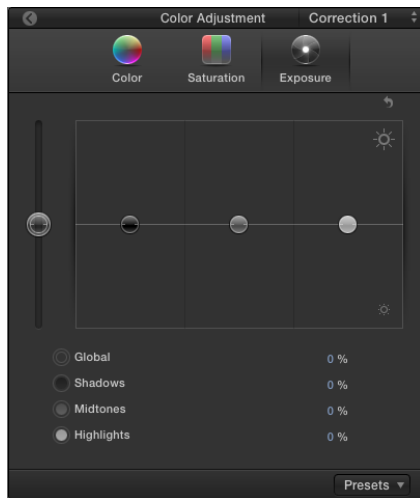 Color Adjustment Correction 1
Color Saturation Exposure
Global 0 %
Shadows 0 %
Midtones 0 %
Highlights 0 %
Presets